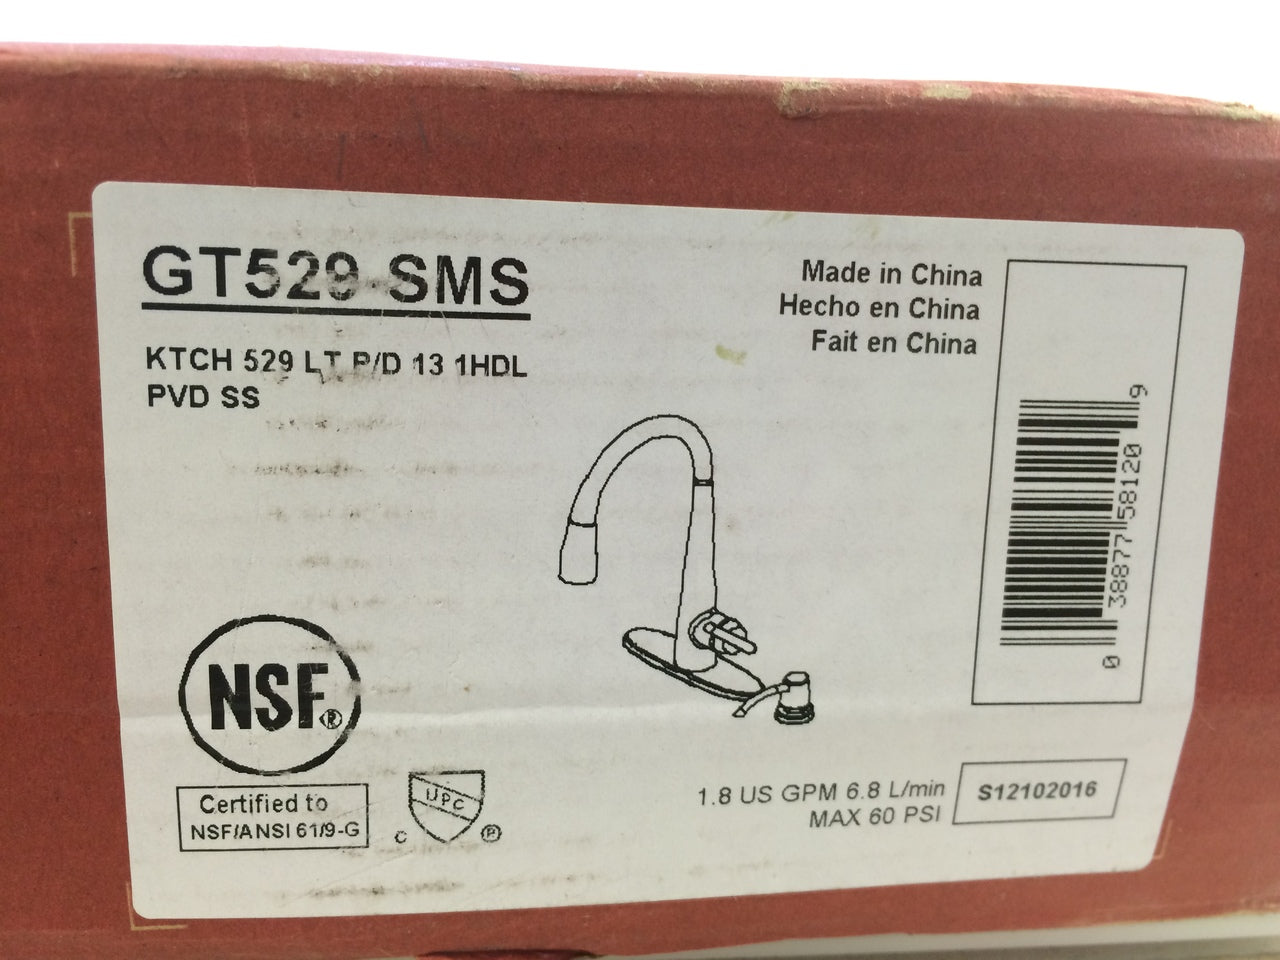 GT529-SMS
KTCH 529 LT P/D 13 1HDL
PVD SS
Made in China
Hecho en China
Fait en China
0 38877 58120 9
NSF®
Certified to
NSF/ANSI 61/9-G
UPC
C ®
1.8 US GPM 6.8 L/min
MAX 60 PSI
S12102016